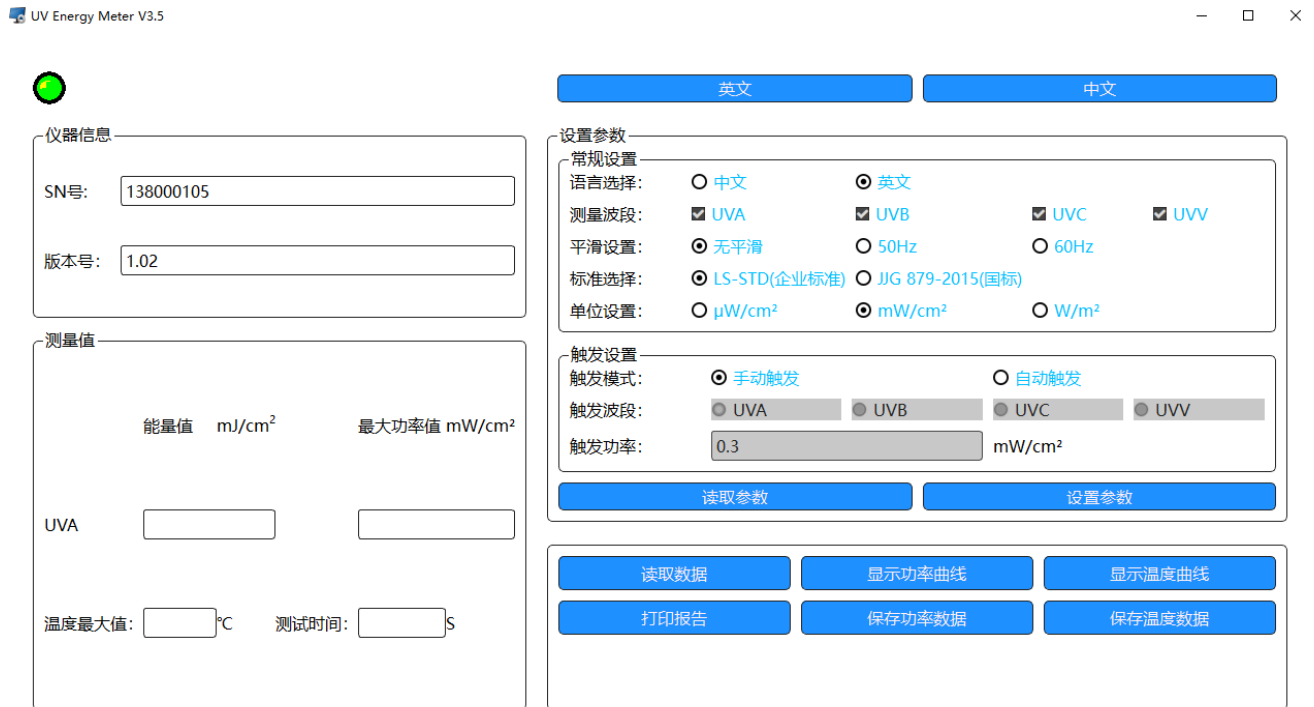 UV Energy Meter V3.5
英文 中文
仪器信息
SN号: 138000105
版本号: 1.02
测量值
能量值 mJ/cm² 最大功率值 mW/cm²
UVA
温度最大值: ℃ 测试时间: S
设置参数
常规设置
语言选择: 中文 英文
测量波段: UVA UVB UVC UVV
平滑设置: 无平滑 50Hz 60Hz
标准选择: LS-STD(企业标准) JJG 879-2015(国标)
单位设置: μW/cm² mW/cm² W/m²
触发设置
触发模式: 手动触发 自动触发
触发波段: UVA UVB UVC UVV
触发功率: 0.3 mW/cm²
读取参数 设置参数
读取数据 显示功率曲线 显示温度曲线
打印报告 保存功率数据 保存温度数据